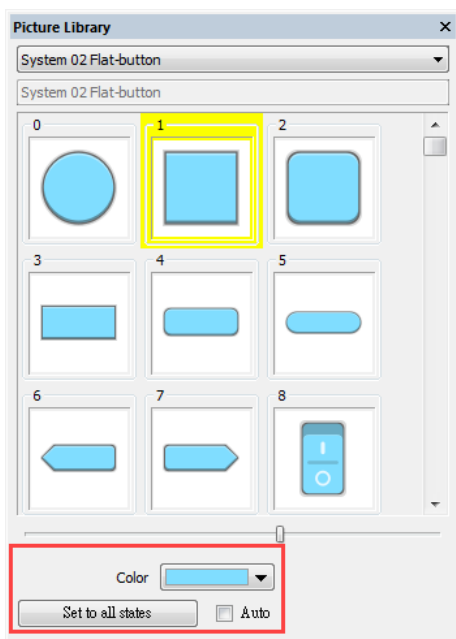 Picture Library
System 02 Flat-button
System 02 Flat-button
0 1 2
3 4 5
6 7 8
Color
Set to all states Auto